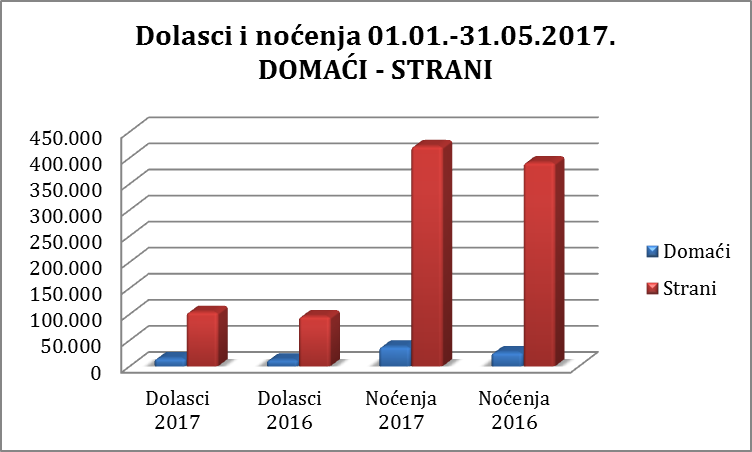 Dolasci i noćenja 01.01.-31.05.2017.
DOMAĆI - STRANI
450.000
400.000
350.000
300.000
250.000
200.000
150.000
100.000
50.000
0
Domaći
Strani
Dolasci 2017
Dolasci 2016
Noćenja 2017
Noćenja 2016